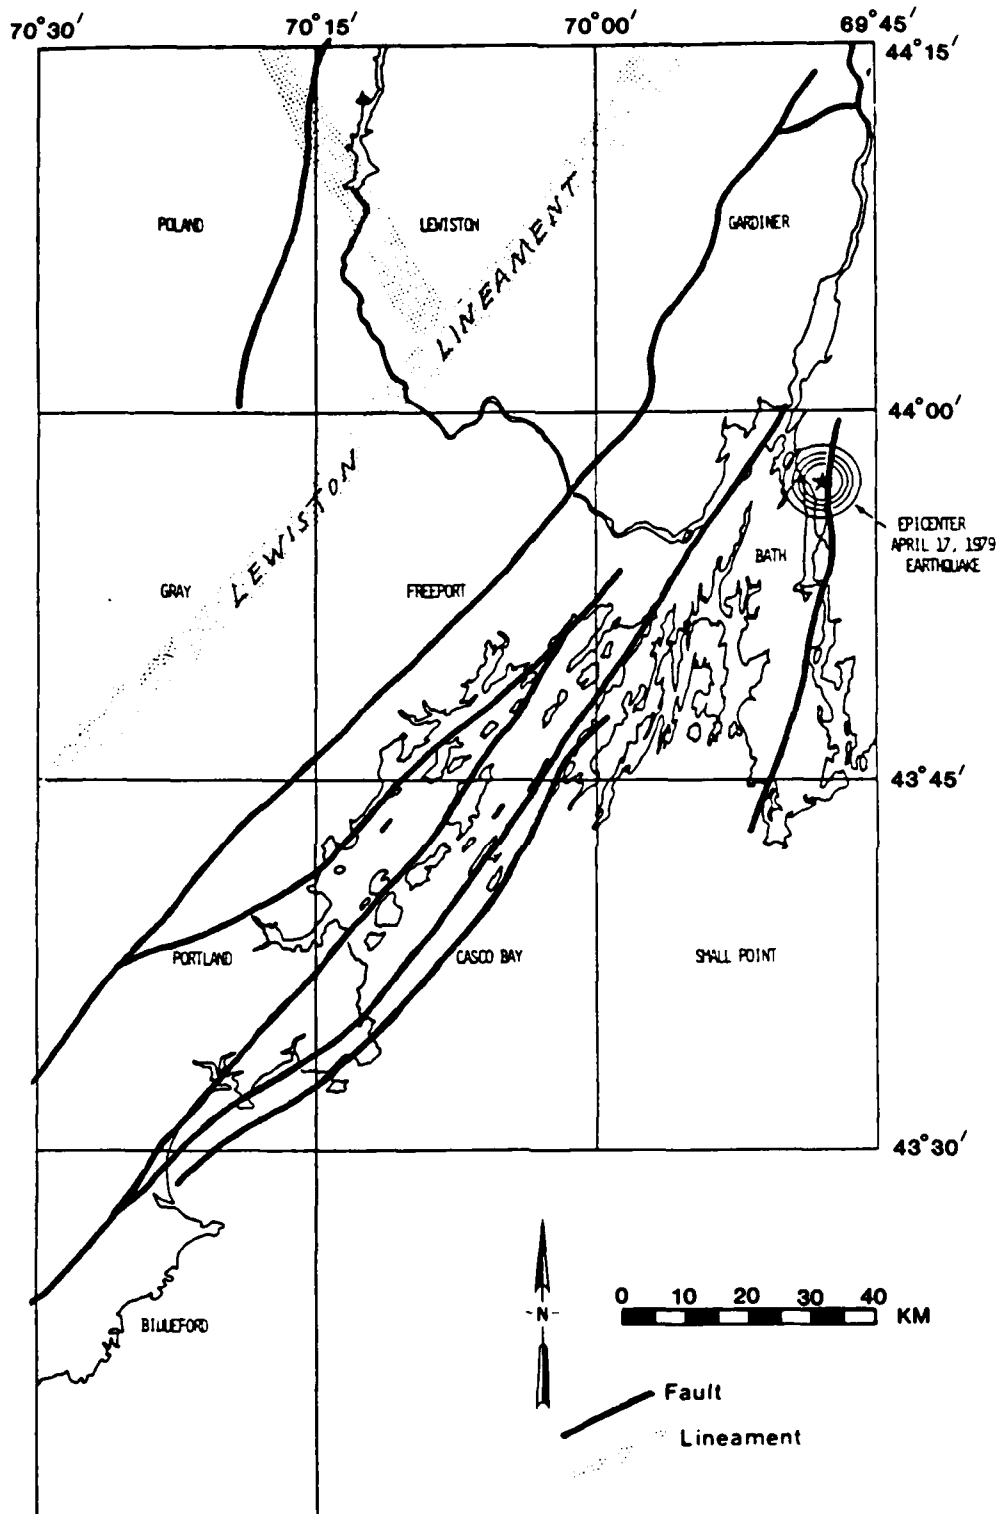 70°30′
70°15′
70°00′
69°45′
44°15′
POLAND
LEWISTON
GARDINER
LINEAMENT
44°00′
LEWISTON
EPICENTER
APRIL 17, 1979
EARTHQUAKE
BATH
GRAY
FREEPORT
43°45′
PORTLAND
CASCO BAY
SMALL POINT
43°30′
-N-
0 10 20 30 40
KM
BIDDEFORD
Fault
Lineament